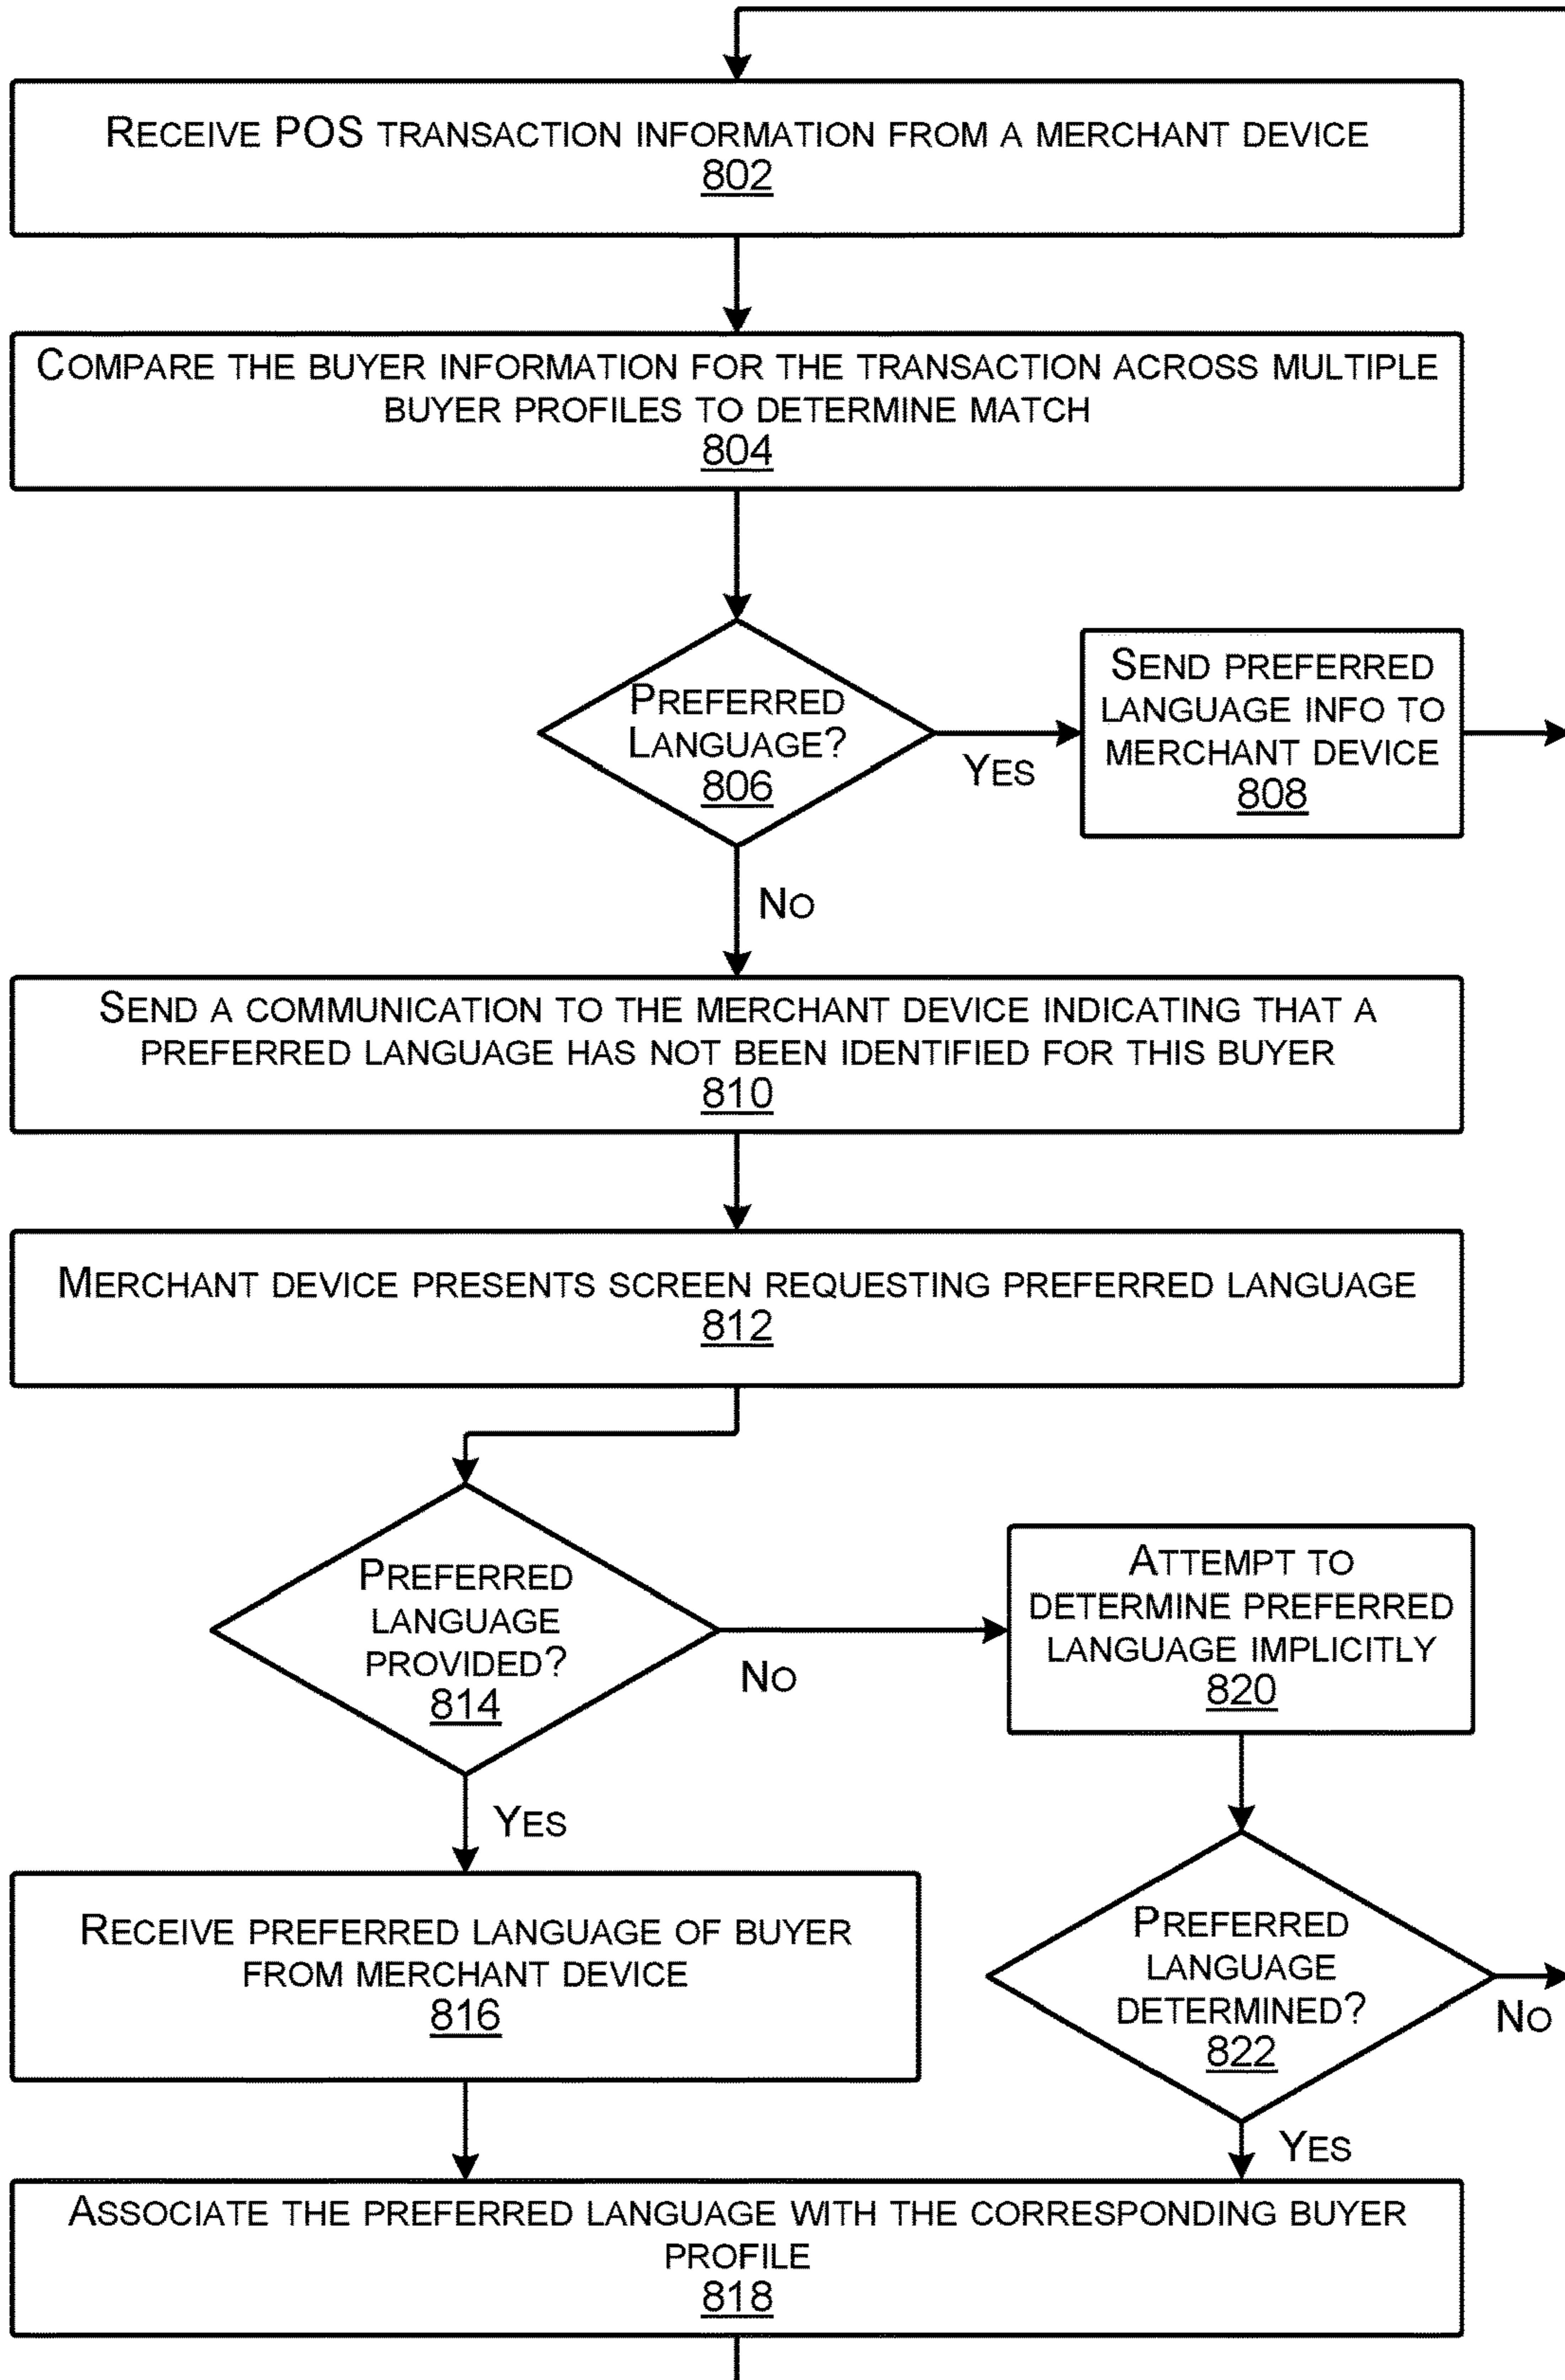 Receive POS transaction information from a merchant device
802
Compare the buyer information for the transaction across multiple
buyer profiles to determine match
804
Preferred
Language?
806
Yes
Send preferred
language info to
merchant device
808
No
Send a communication to the merchant device indicating that a
preferred language has not been identified for this buyer
810
Merchant device presents screen requesting preferred language
812
Preferred
language
provided?
814
No
Attempt to
determine preferred
language implicitly
820
Yes
Receive preferred language of buyer
from merchant device
816
Preferred
language
determined?
822
No
Yes
Associate the preferred language with the corresponding buyer
profile
818